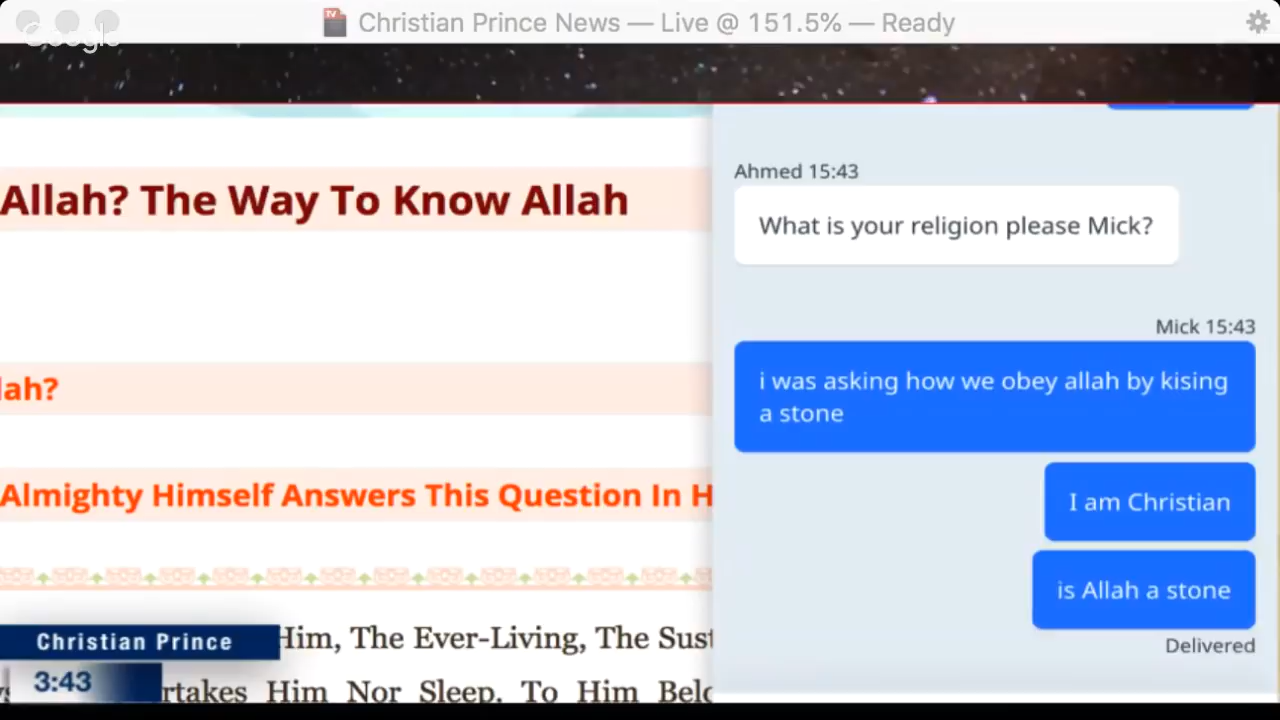 Christian Prince News — Live @ 151.5% — Ready
Google
Allah? The Way To Know Allah
lah?
Almighty Himself Answers This Question In H
Him, The Ever-Living, The Sust
rtakes Him Nor Sleep. To Him Belo
Christian Prince
3:43
Ahmed 15:43
What is your religion please Mick?
Mick 15:43
i was asking how we obey allah by kising
a stone
I am Christian
is Allah a stone
Delivered